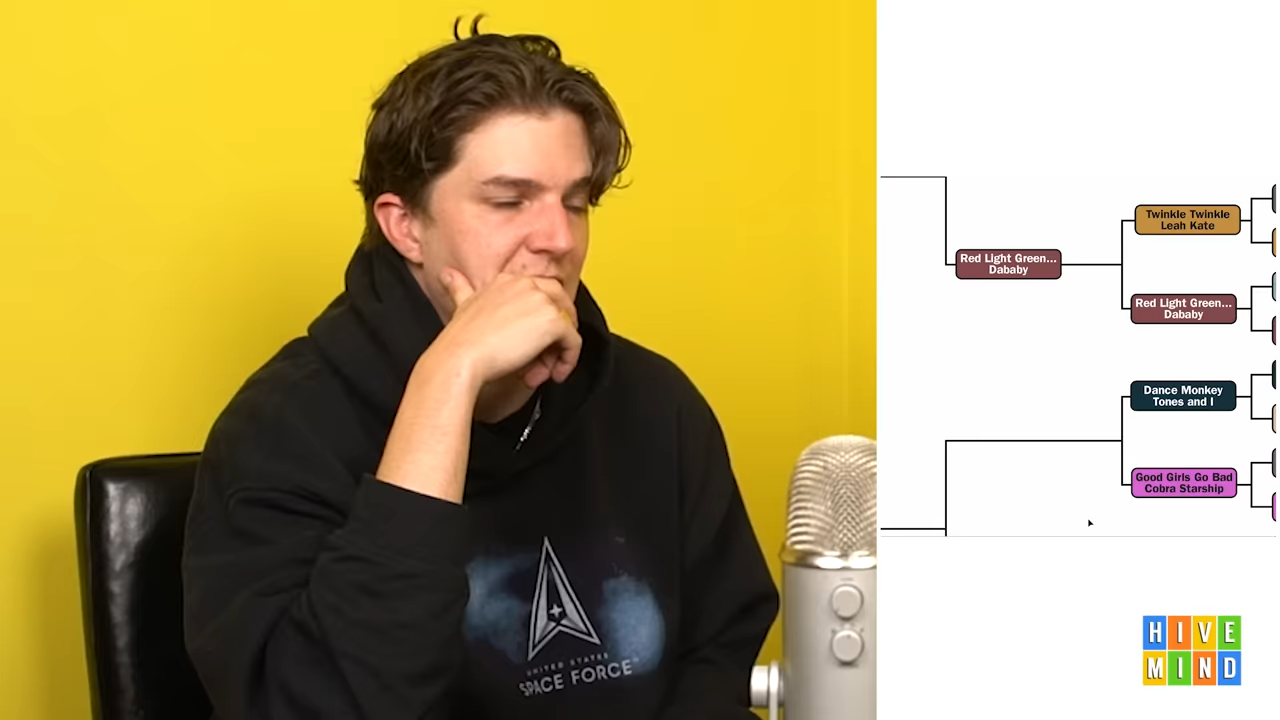 Twinkle Twinkle
Leah Kate
Red Light Green...
Dababy
Red Light Green...
Dababy
Dance Monkey
Tones and I
Good Girls Go Bad
Cobra Starship
UNITED STATES
SPACE FORCE
HIVE
MIND